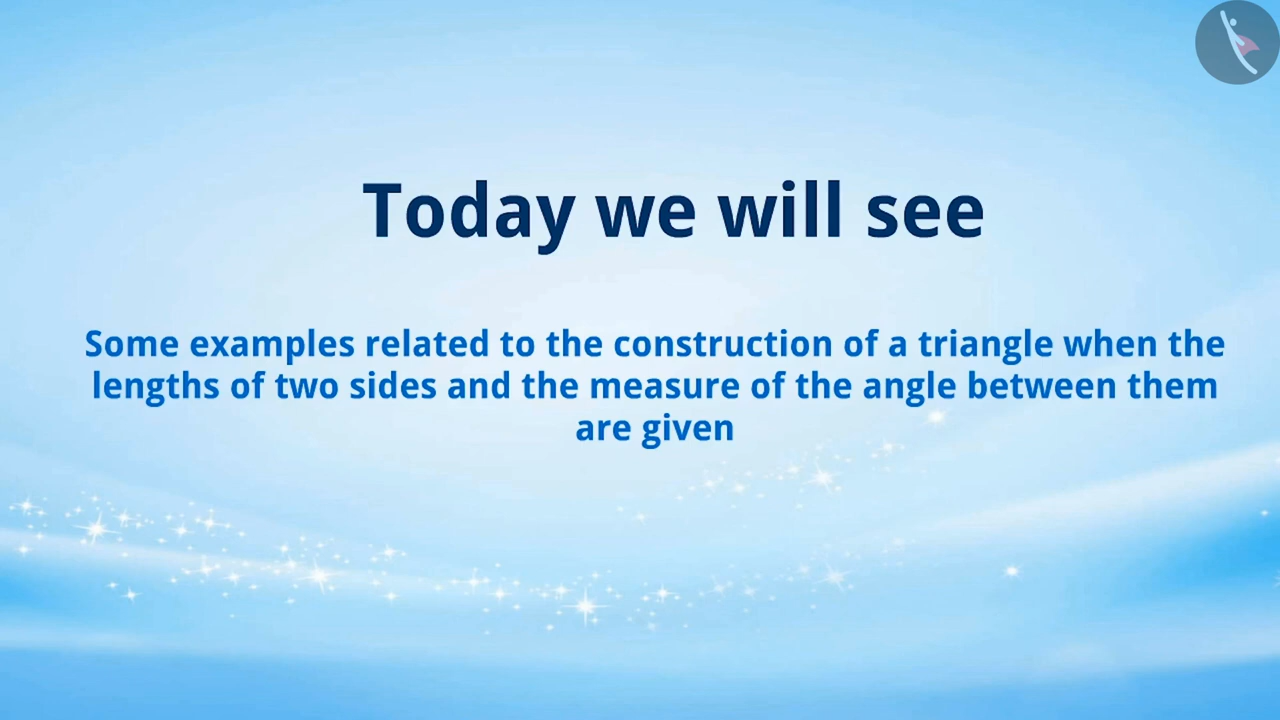 Today we will see
Some examples related to the construction of a triangle when the
lengths of two sides and the measure of the angle between them
are given